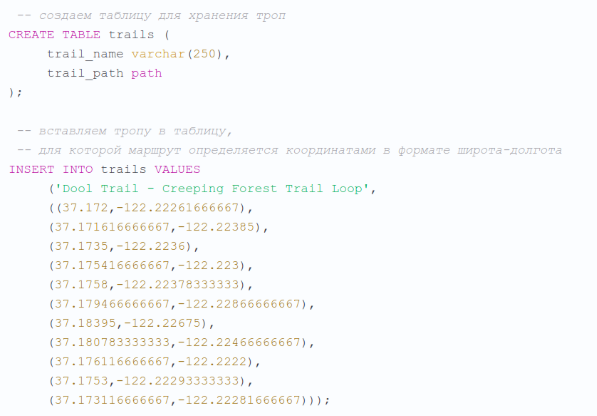 -- создаем таблицу для хранения троп
CREATE TABLE trails (
trail_name varchar(250),
trail_path path
);
-- вставляем тропу в таблицу,
-- для которой маршрут определяется координатами в формате широта-долгота
INSERT INTO trails VALUES
('Dool Trail - Creeping Forest Trail Loop',
((37.172,-122.22261666667),
(37.171616666667,-122.22385),
(37.1735,-122.2236),
(37.175416666667,-122.223),
(37.1758,-122.22378333333),
(37.179466666667,-122.22866666667),
(37.18395,-122.22675),
(37.180783333333,-122.22466666667),
(37.176116666667,-122.2222),
(37.1753,-122.22293333333),
(37.173116666667,-122.22281666667)));